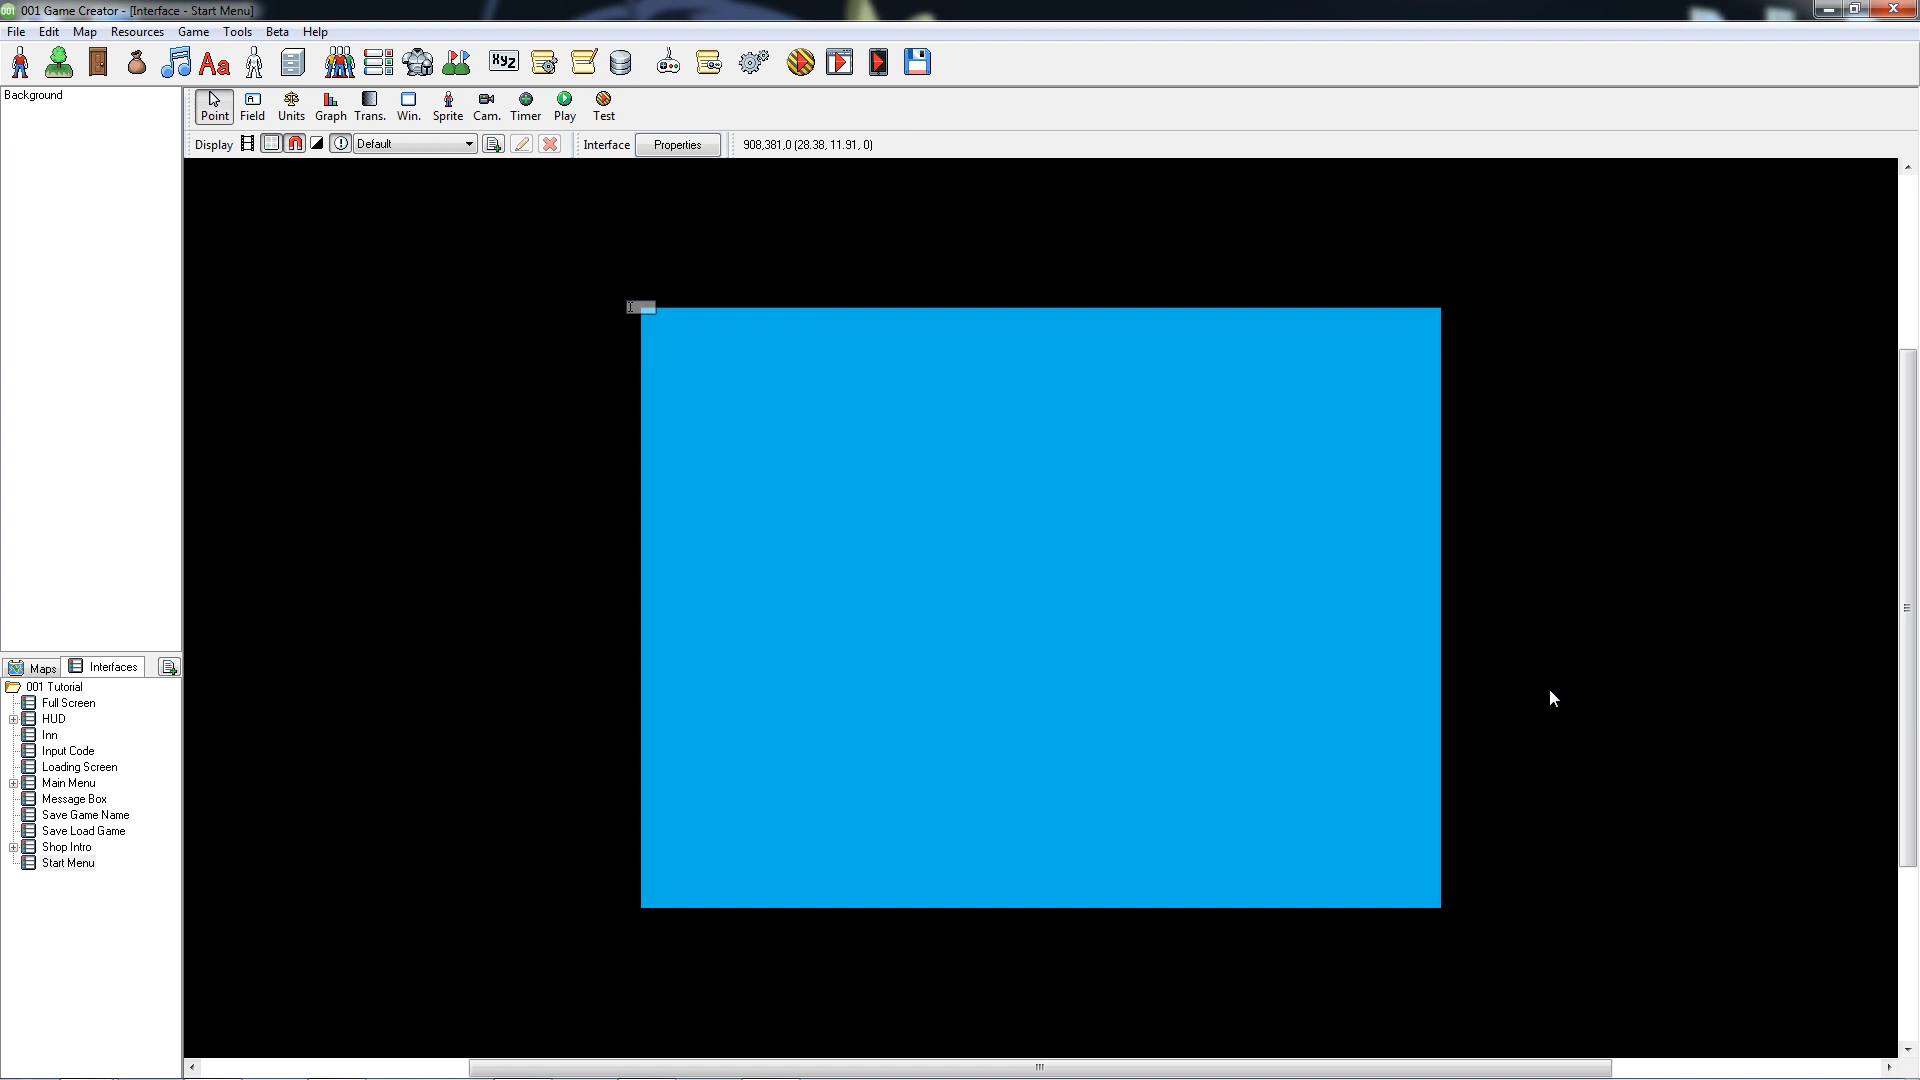 001 Game Creator - [Interface - Start Menu]
File Edit Map Resources Game Tools Beta Help
Aa Xyz
Background
Point Field Units Graph Trans. Win. Sprite Cam. Timer Play Test
Display Default Interface Properties 908,381,0 (28.38, 11.91, 0)
Maps Interfaces
001 Tutorial
Full Screen
HUD
Inn
Input Code
Loading Screen
Main Menu
Message Box
Save Game Name
Save Load Game
Shop Intro
Start Menu